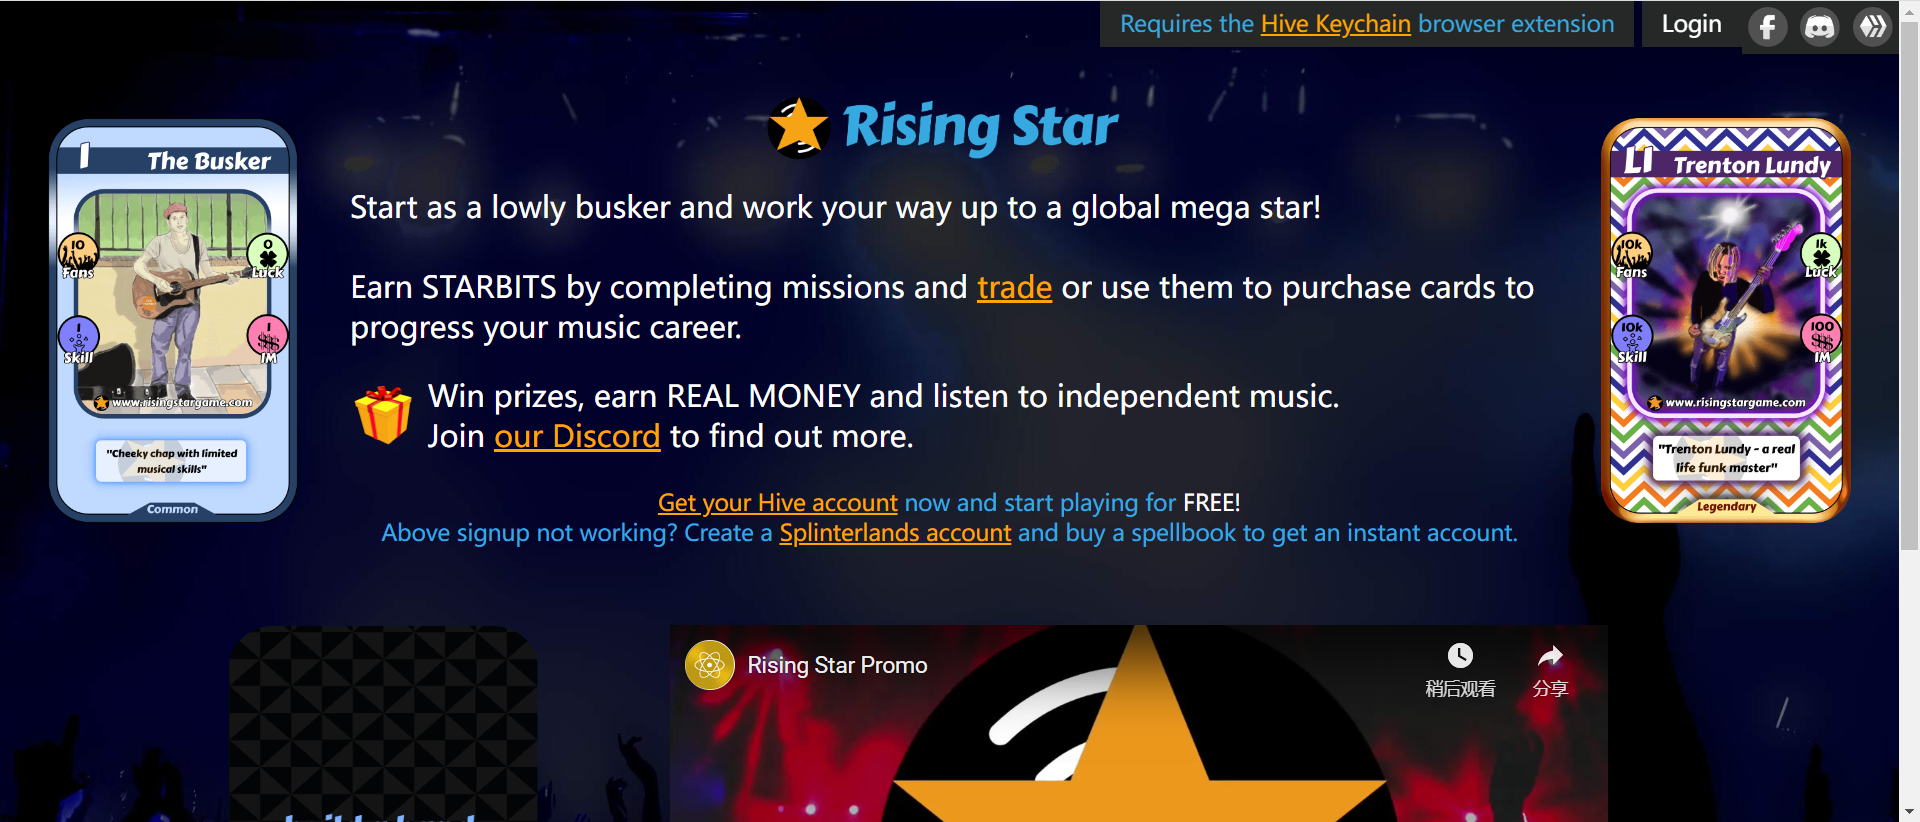 Requires the Hive Keychain browser extension
Login
Rising Star
1
The Busker
10
Fans
0
Luck
1
Skill
1
$$$
IM
www.risingstargame.com
"Cheeky chap with limited
musical skills"
Common
Start as a lowly busker and work your way up to a global mega star!
Earn STARBITS by completing missions and trade or use them to purchase cards to
progress your music career.
Win prizes, earn REAL MONEY and listen to independent music.
Join our Discord to find out more.
Get your Hive account now and start playing for FREE!
Above signup not working? Create a Splinterlands account and buy a spellbook to get an instant account.
L1
Trenton Lundy
10k
Fans
1k
Luck
10k
Skill
100
$$$
IM
www.risingstargame.com
"Trenton Lundy - a real
life funk master"
Legendary
Rising Star Promo
稍后观看
分享